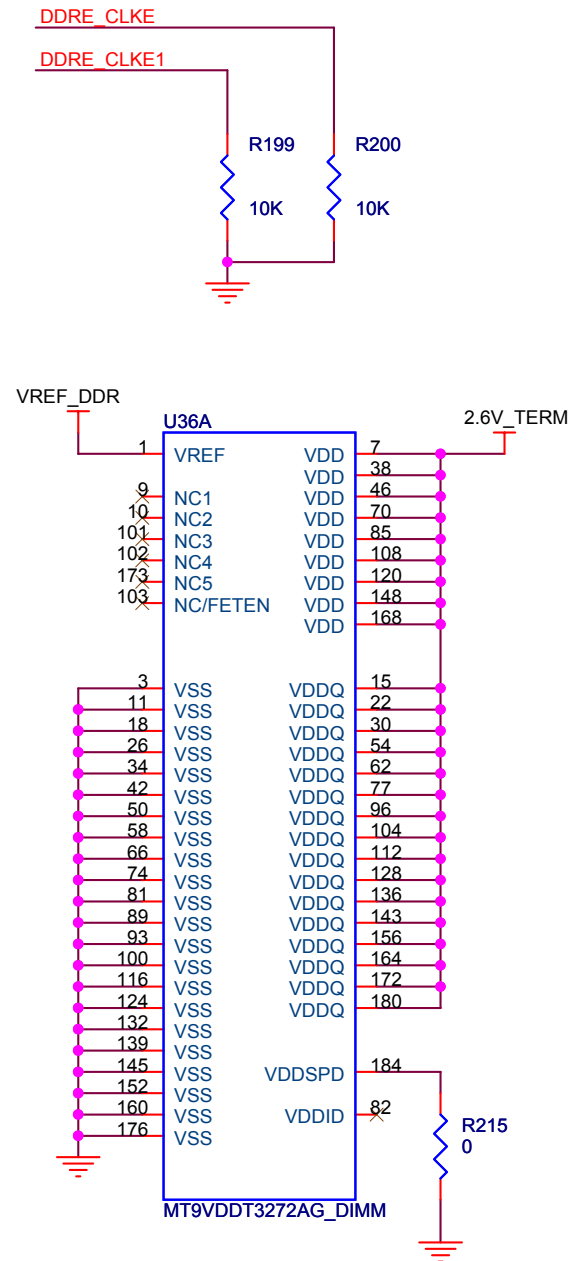 DDRE_CLKE
DDRE_CLKE1
R199 R200
10K 10K
VREF_DDR
2.6V_TERM
U36A
1 VREF VDD 7
VDD 38
9 NC1 VDD 46
10 NC2 VDD 70
101 NC3 VDD 85
102 NC4 VDD 108
173 NC5 VDD 120
103 NC/FETEN VDD 148
VDD 168
3 VSS VDDQ 15
11 VSS VDDQ 22
18 VSS VDDQ 30
26 VSS VDDQ 54
34 VSS VDDQ 62
42 VSS VDDQ 77
50 VSS VDDQ 96
58 VSS VDDQ 104
66 VSS VDDQ 112
74 VSS VDDQ 128
81 VSS VDDQ 136
89 VSS VDDQ 143
93 VSS VDDQ 156
100 VSS VDDQ 164
116 VSS VDDQ 172
124 VSS VDDQ 180
132 VSS
139 VSS
145 VSS VDDSPD 184
152 VSS
160 VSS VDDID 82
176 VSS
R215
0
MT9VDDT3272AG_DIMM